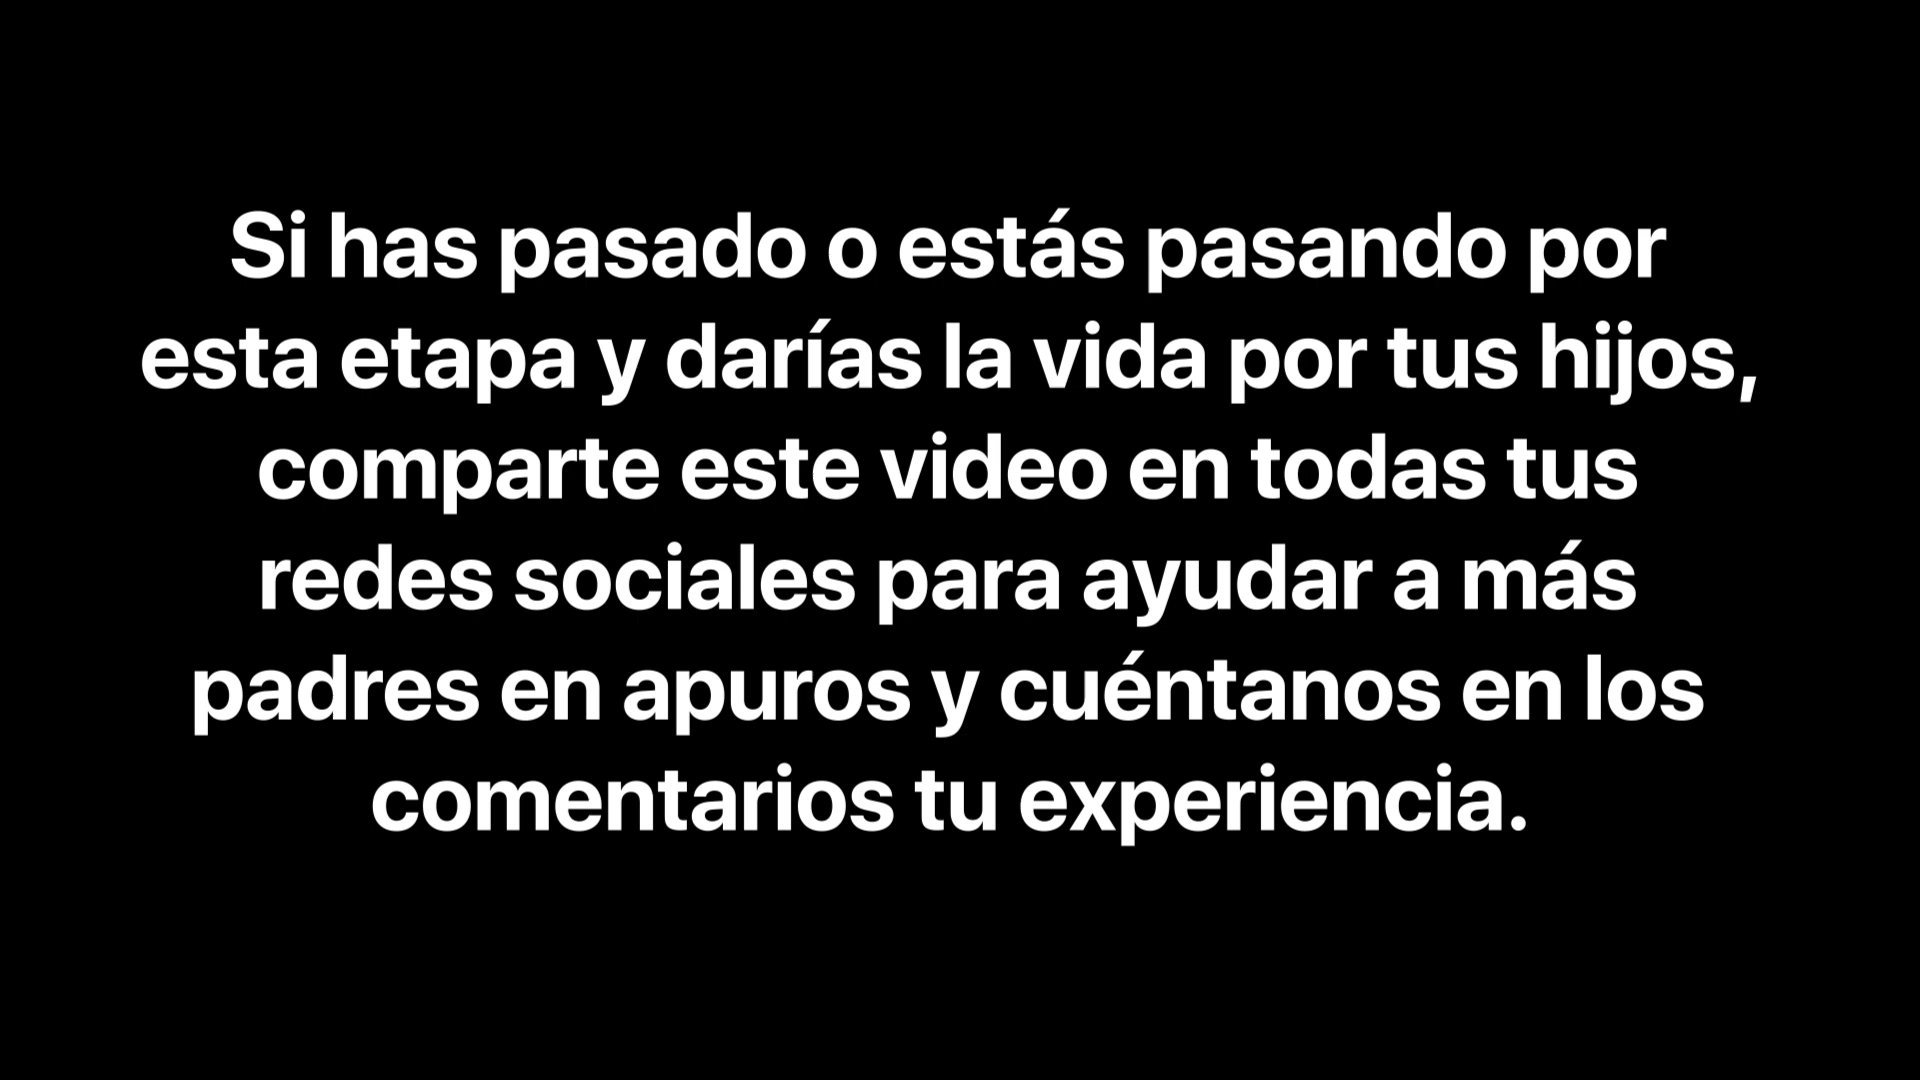 Si has pasado o estás pasando por
esta etapa y darías la vida por tus hijos,
comparte este video en todas tus
redes sociales para ayudar a más
padres en apuros y cuéntanos en los
comentarios tu experiencia.